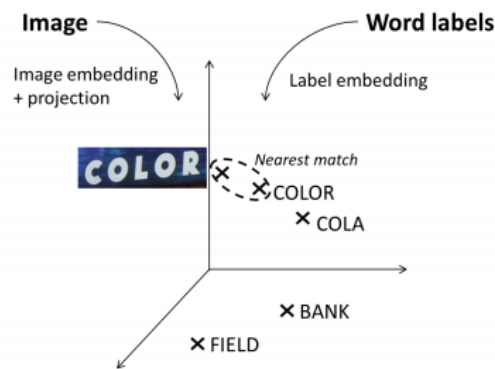 Image
Word labels
Image embedding
+ projection
Label embedding
COLOR
Nearest match
COLOR
COLA
BANK
FIELD